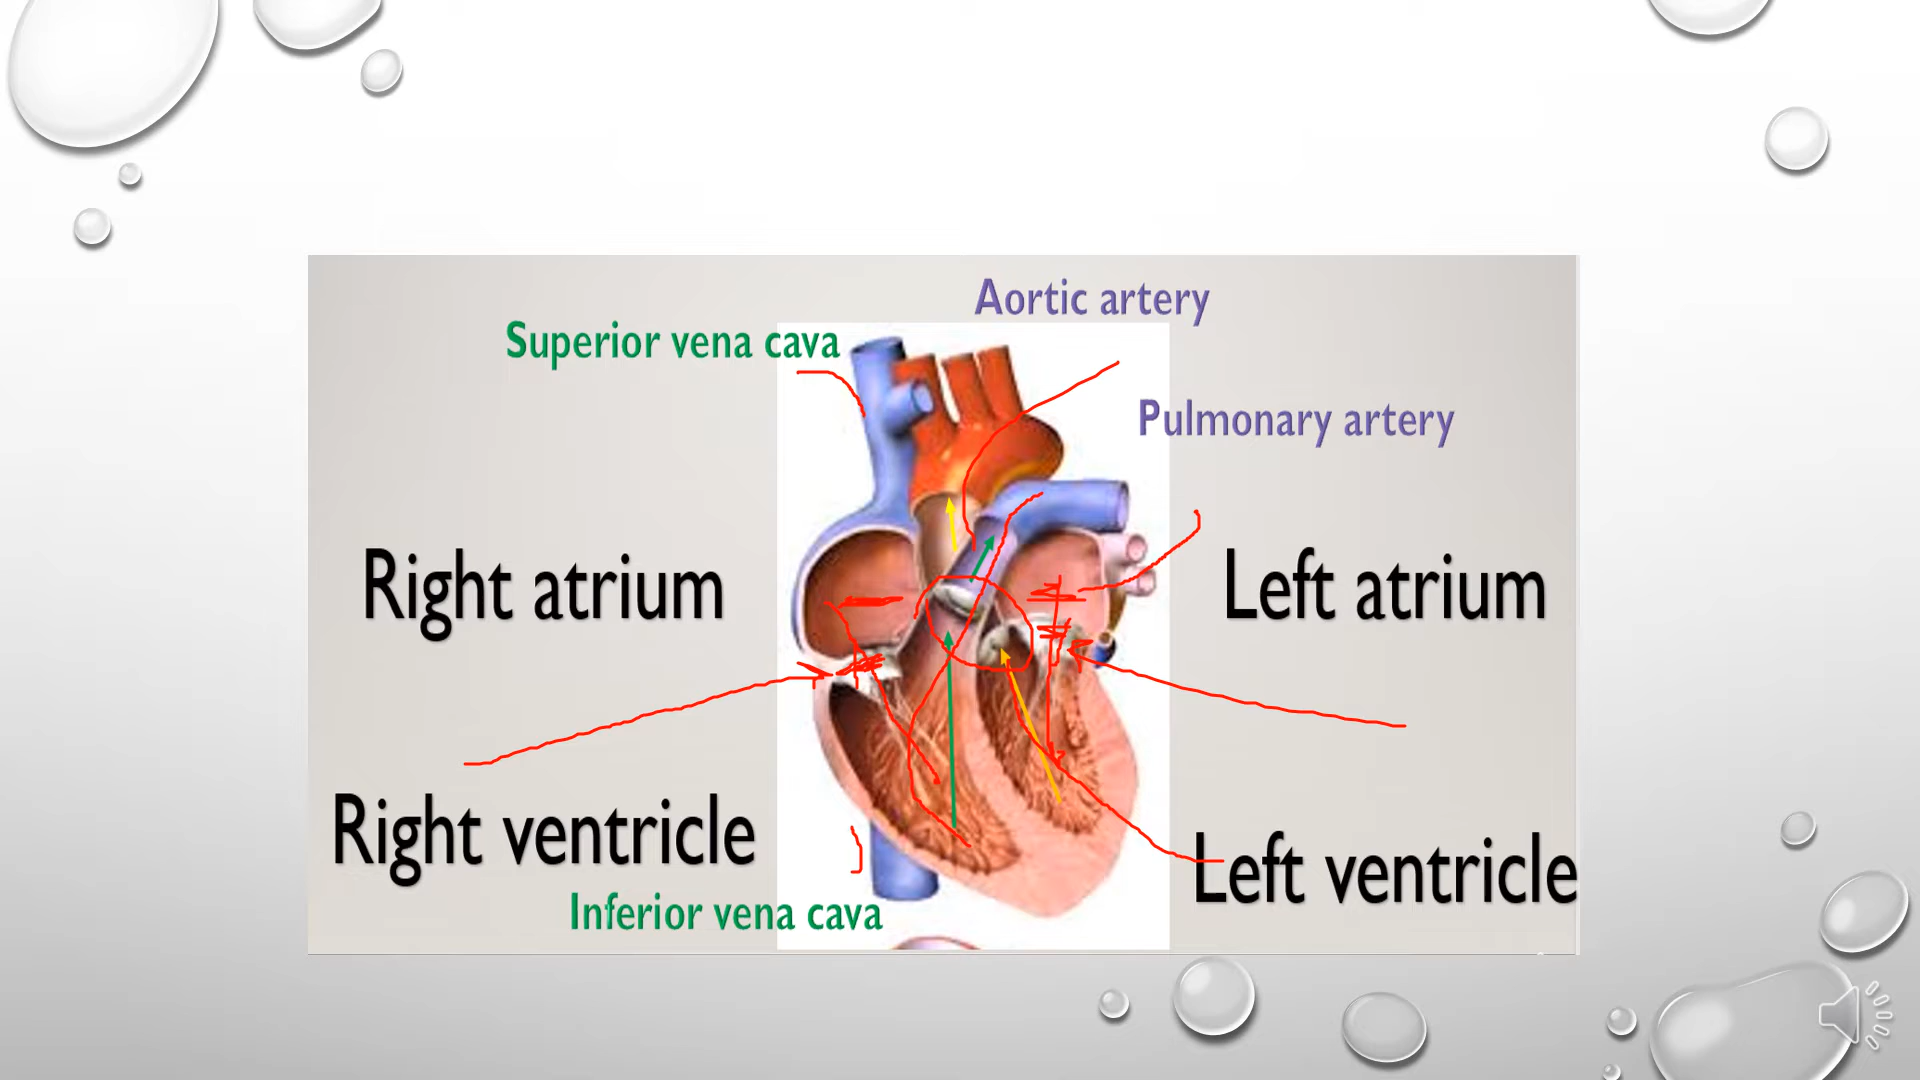 Aortic artery
Superior vena cava
Pulmonary artery
Right atrium
Left atrium
Right ventricle
Left ventricle
Inferior vena cava